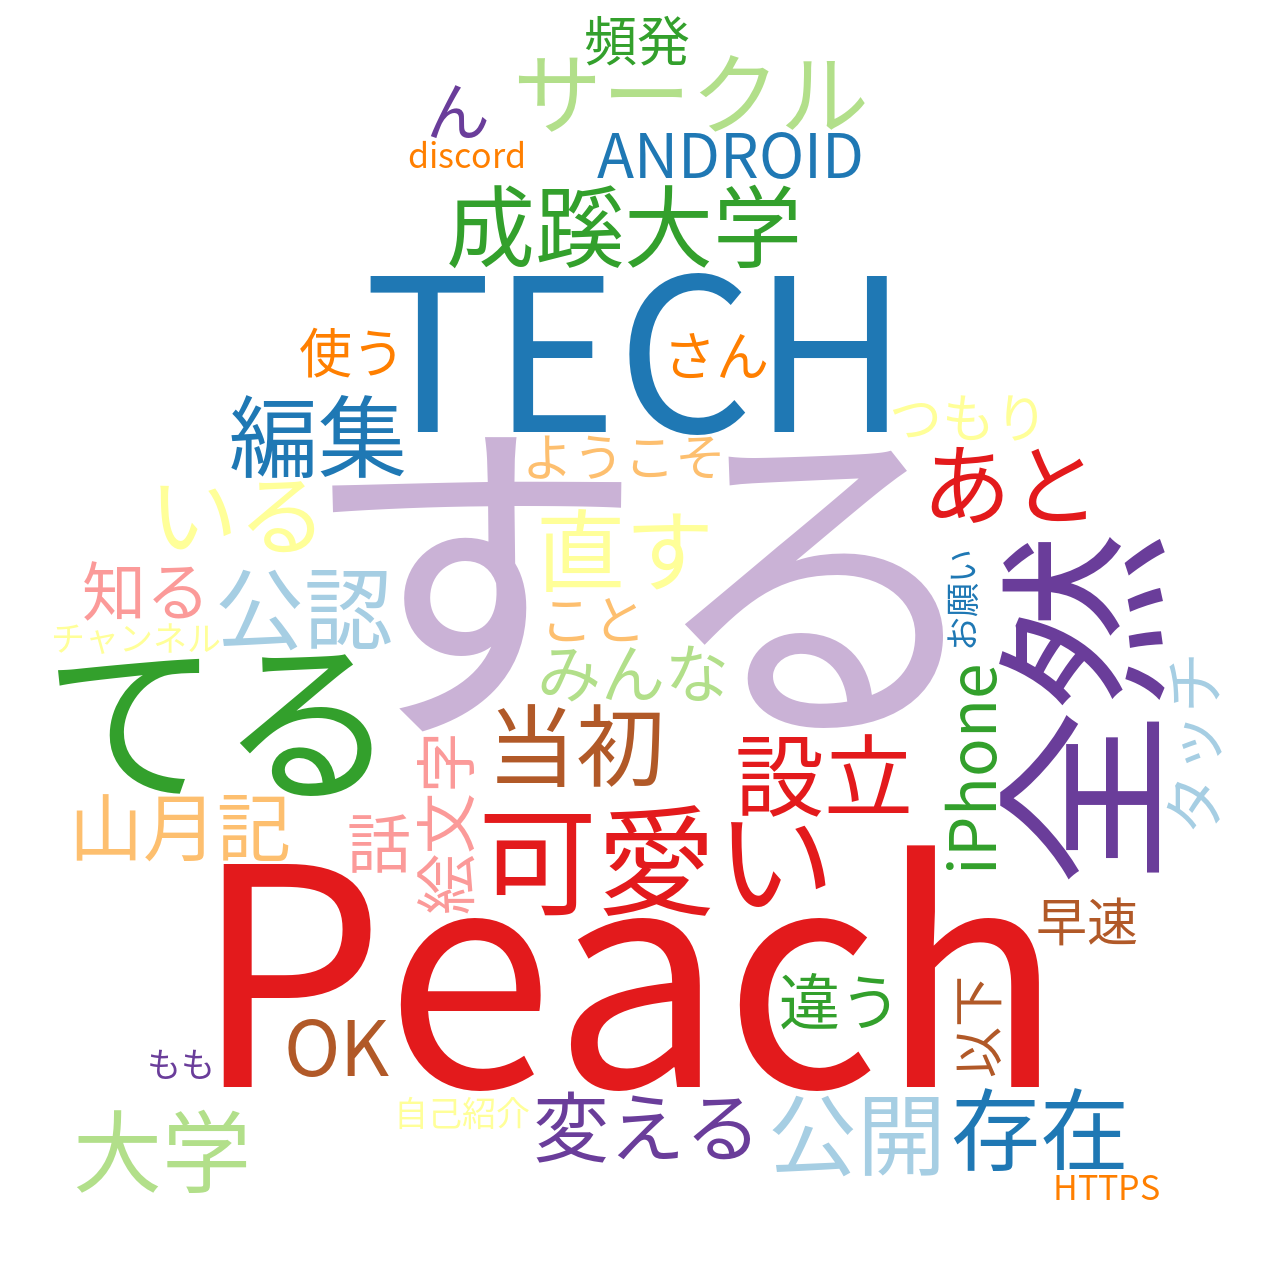 頻発
サークル
ん
ANDROID
discord
成蹊大学
TECH
使う
さん
編集
つもり
ようこそ
する
あと
いる
直す
全然
お願い
知る
公認
こと
チャンネル
みんな
てる
iPhone
タッチ
当初
設立
絵文字
山月記
話
可愛い
Peach
早速
違う
以下
OK
もも
自己紹介
変える
公開
存在
大学
HTTPS